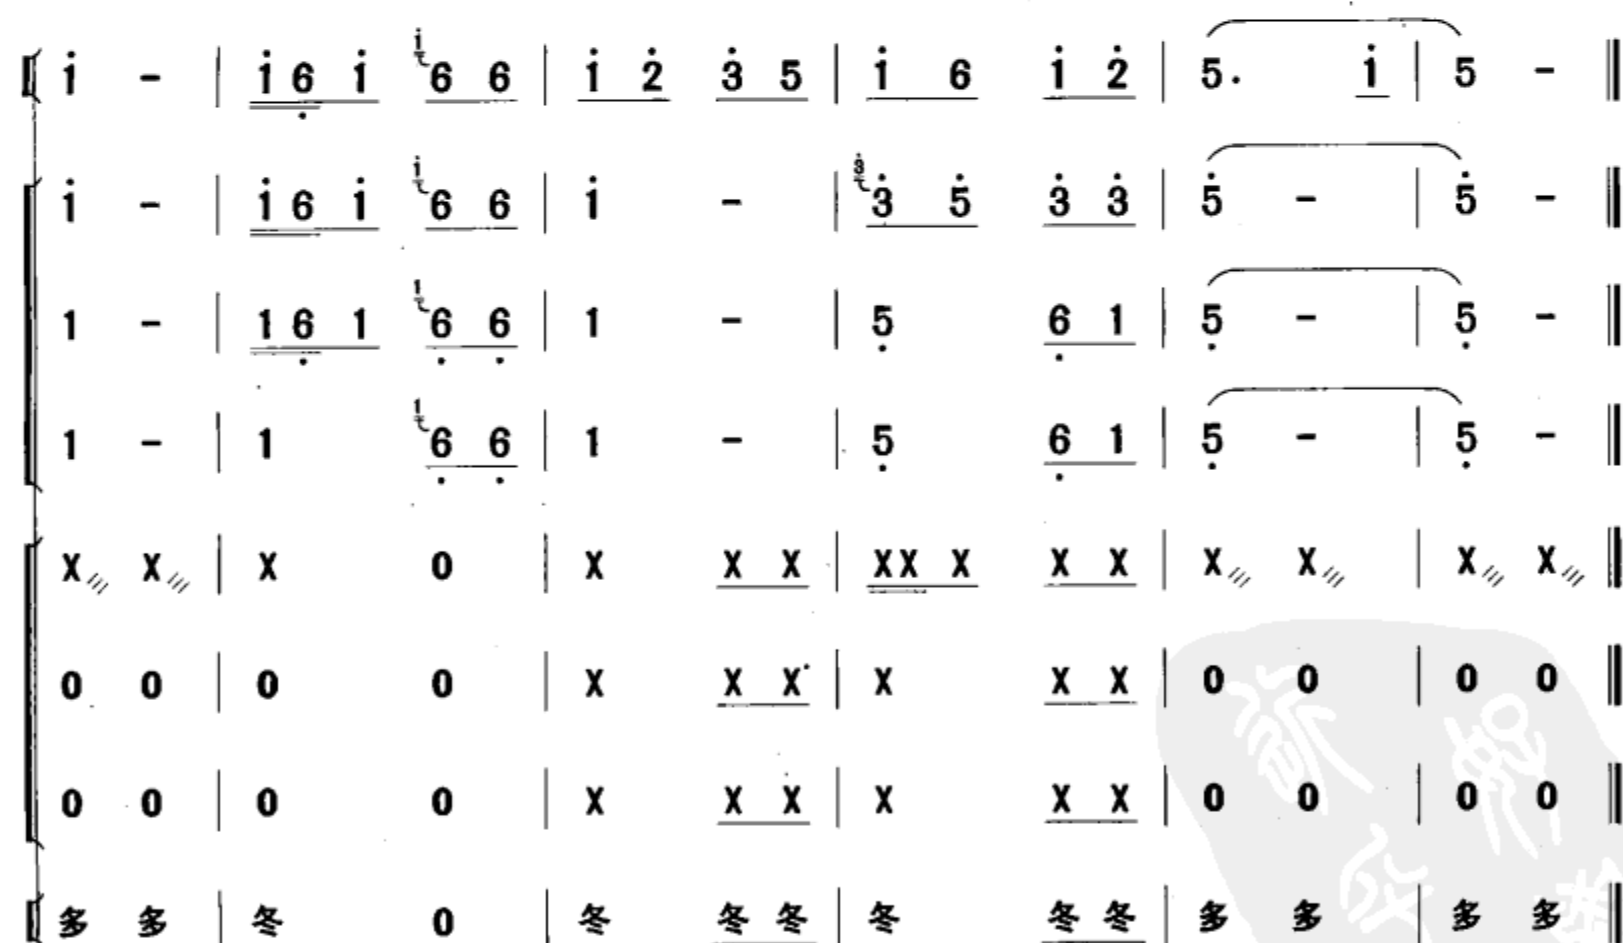 i̇ - | i̇ 6̣ i̇ i̇ 6 6 | i̇ 2̇ 3̇ 5 | i̇ 6 i̇ 2̇ | 5. i̇ | 5 - ‖
i̇ - | i̇ 6 i̇ i̇ 6 6 | i̇ - | 3̇ 5̇ 3̇ 3̇ | 5̇ - | 5̇ - ‖
1 - | 1 6̣ 1 1 6̣ 6̣ | 1 - | 5̣ 6̣ 1 | 5̣ - | 5̣ - ‖
1 - | 1 1 6̣ 6̣ | 1 - | 5̣ 6̣ 1 | 5̣ - | 5̣ - ‖
X/// X/// | X 0 | X X X | XX X X X | X/// X/// | X/// X/// ‖
0 0 | 0 0 | X X X | X X X | 0 0 | 0 0 ‖
0 0 | 0 0 | X X X | X X X | 0 0 | 0 0 ‖
多 多 | 冬 0 | 冬 冬 冬 | 冬 冬 冬 | 多 多 | 多 多 ‖